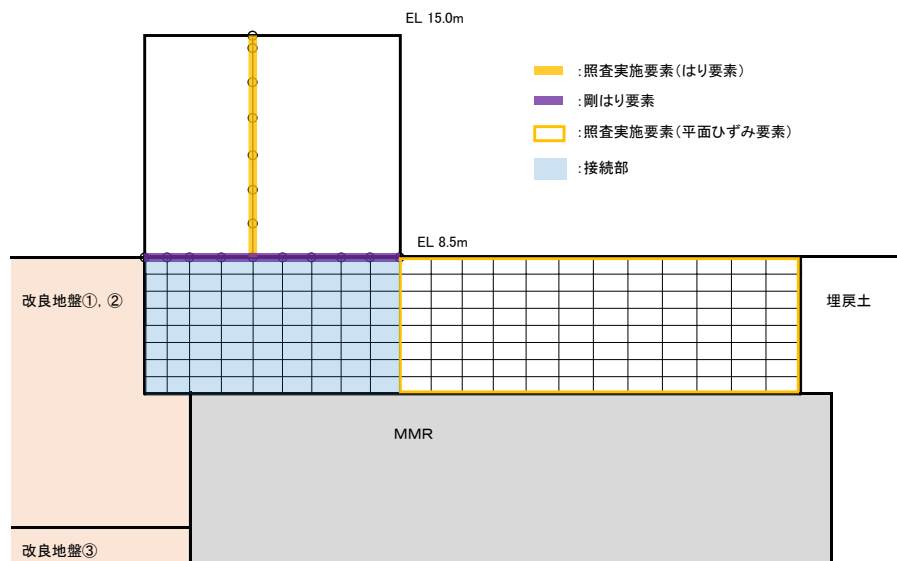 EL 15.0m
:照査実施要素(はり要素)
:剛はり要素
:照査実施要素(平面ひずみ要素)
:接続部
EL 8.5m
改良地盤①, ②
埋戻土
MMR
改良地盤③